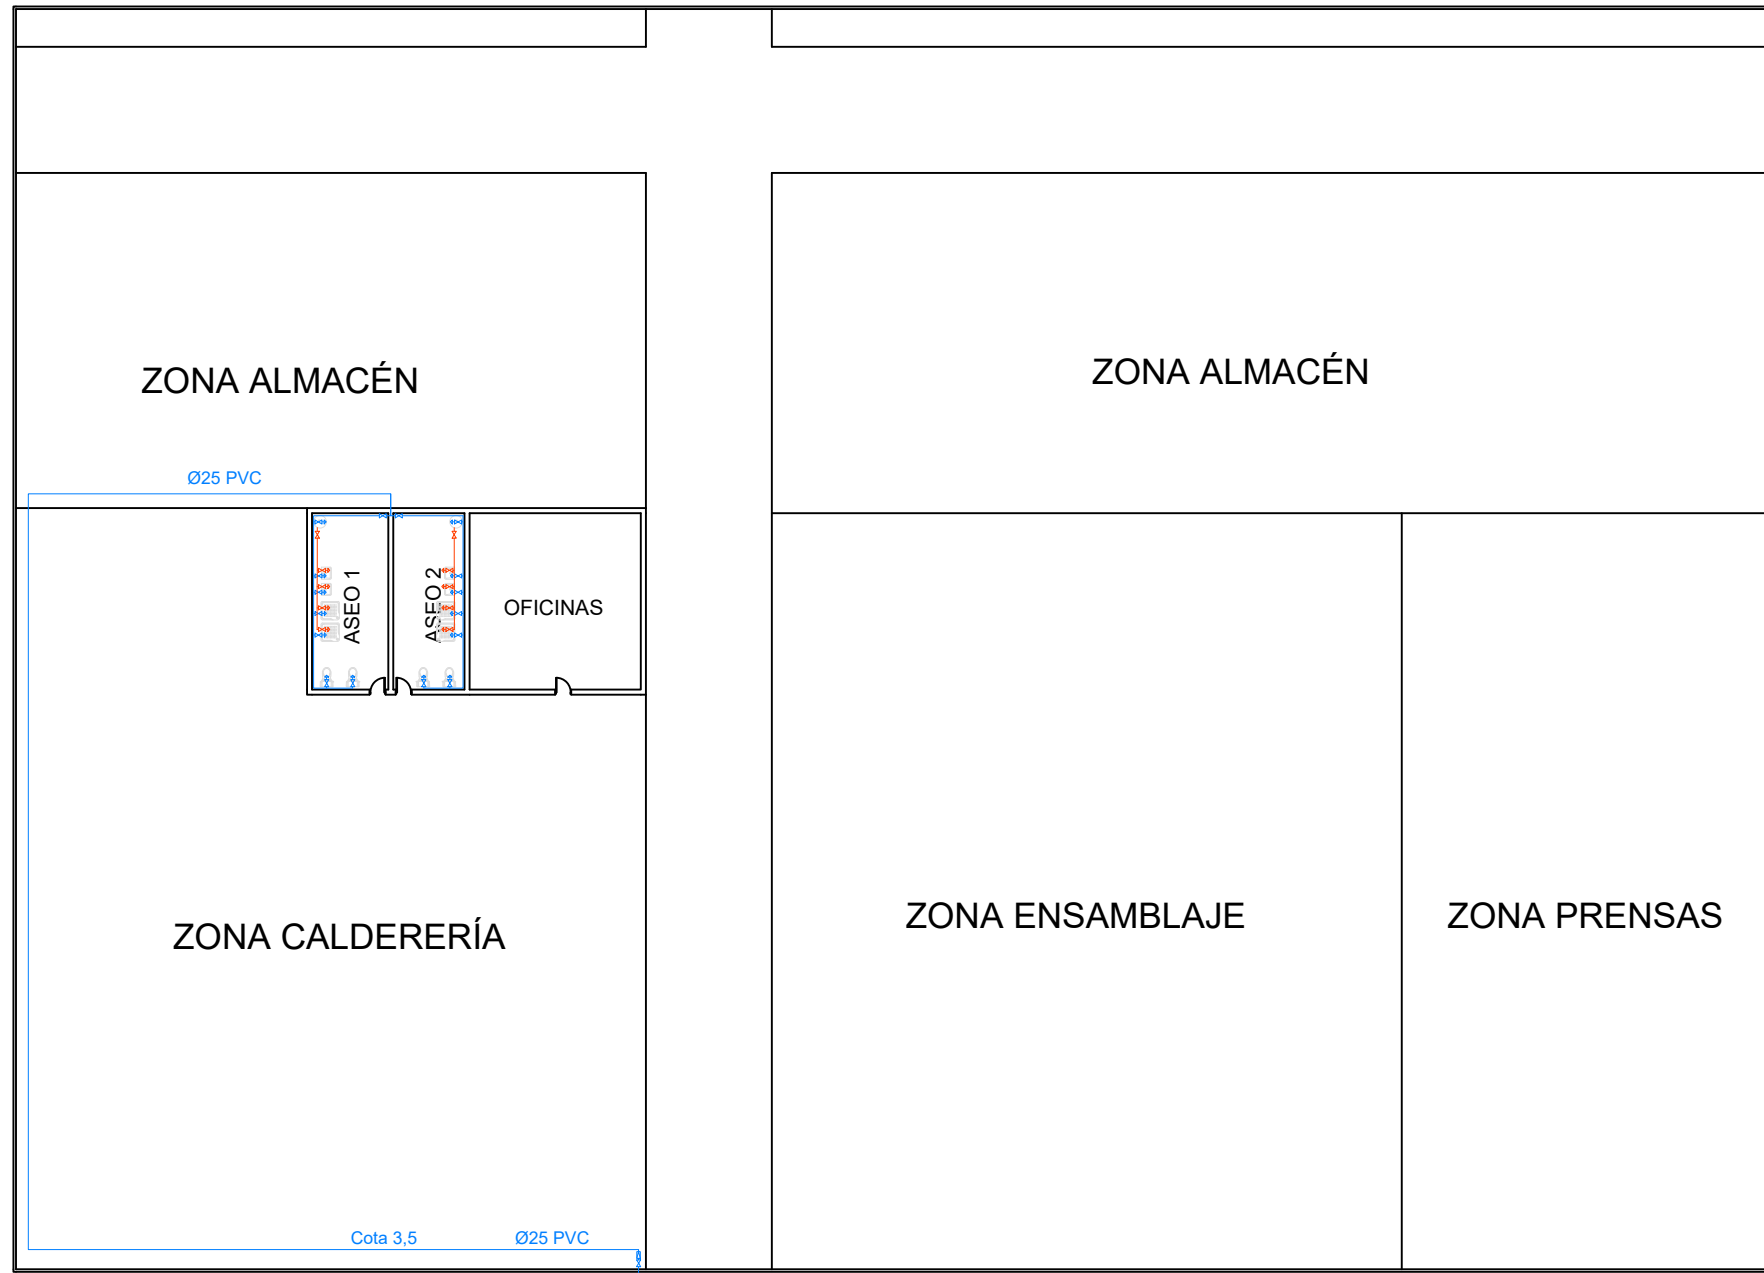 ZONA ALMACÉN
ZONA ALMACÉN
Ø25 PVC
ASEO 1
ASEO 2
OFICINAS
ZONA CALDERERÍA
ZONA ENSAMBLAJE
ZONA PRENSAS
Cota 3,5
Ø25 PVC